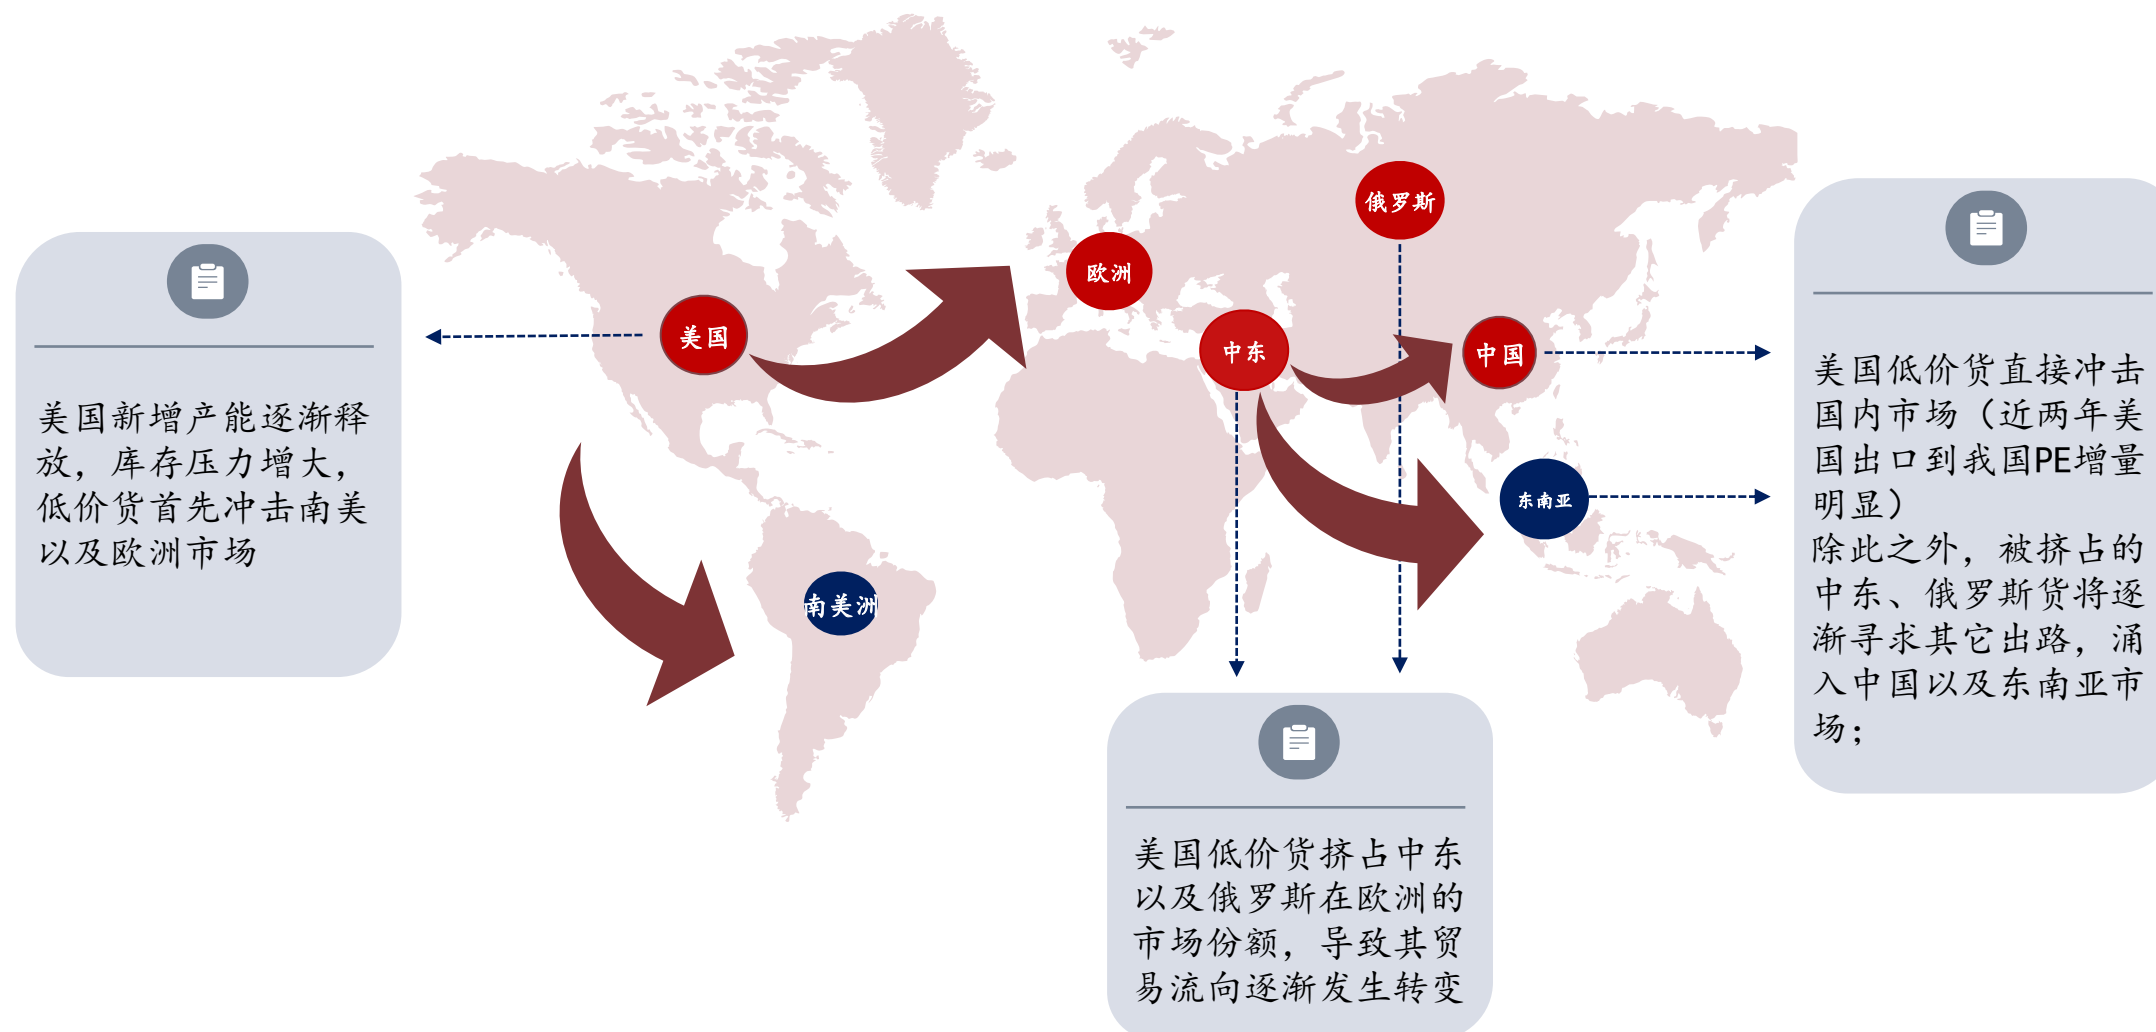 俄罗斯
欧洲
美国
中东
中国
东南亚
南美洲
美国新增产能逐渐释
放，库存压力增大，
低价货首先冲击南美
以及欧洲市场
美国低价货直接冲击
国内市场（近两年美
国出口到我国PE增量
明显）
除此之外，被挤占的
中东、俄罗斯货将逐
渐寻求其它出路，涌
入中国以及东南亚市
场；
美国低价货挤占中东
以及俄罗斯在欧洲的
市场份额，导致其贸
易流向逐渐发生转变